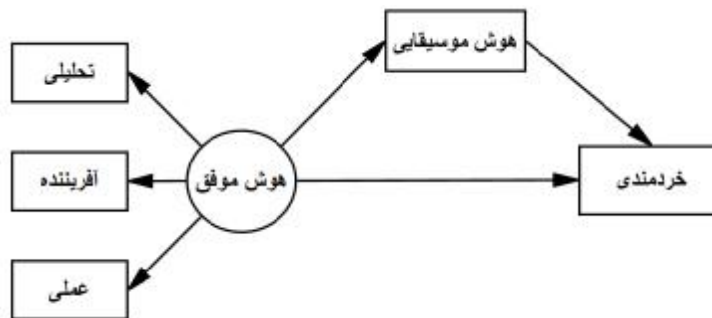 هوش موسیقایی
تحلیلی
آفریننده
هوش موفق
خردمندی
عملی